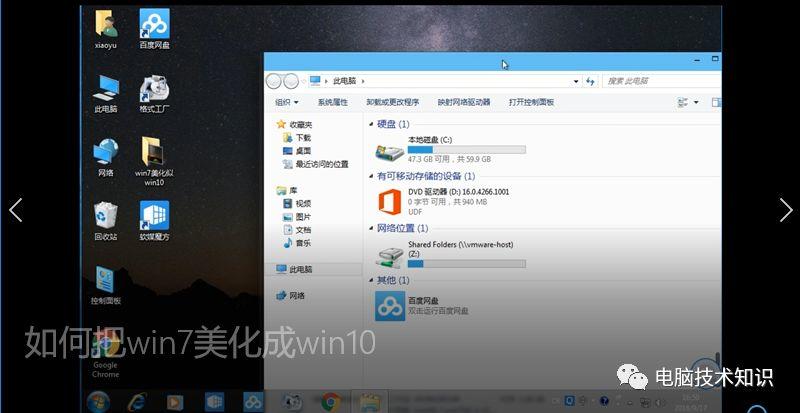 xiaoyu
百度网盘
此电脑
格式工厂
网络
win7美化似
win10
回收站
软媒魔方
控制面板
Google
Chrome
此电脑
搜索 此电脑
组织
系统属性
卸载或更改程序
映射网络驱动器
打开控制面板
收藏夹
下载
桌面
最近访问的位置
库
视频
图片
文档
音乐
此电脑
网络
硬盘 (1)
本地磁盘 (C:)
47.3 GB 可用，共 59.9 GB
有可移动存储的设备 (1)
DVD 驱动器 (D:) 16.0.4266.1001
0 字节 可用，共 940 MB
UDF
网络位置 (1)
Shared Folders (\\vmware-host)
(Z:)
其他 (1)
百度网盘
双击运行百度网盘
如何把win7美化成win10
电脑技术知识
16:50
2018/9/17